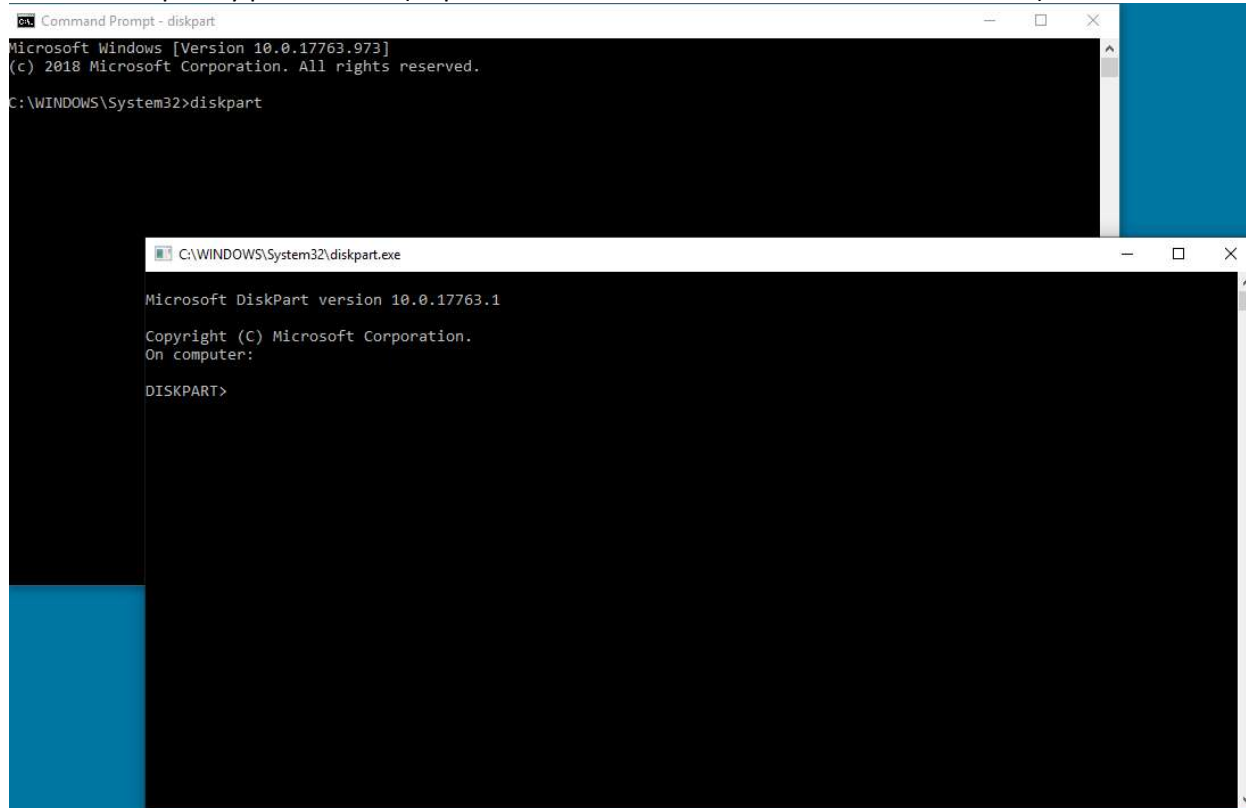 Command Prompt - diskpart
Microsoft Windows [Version 10.0.17763.973]
(c) 2018 Microsoft Corporation. All rights reserved.
C:\WINDOWS\System32>diskpart
C:\WINDOWS\System32\diskpart.exe
Microsoft DiskPart version 10.0.17763.1
Copyright (C) Microsoft Corporation.
On computer:
DISKPART>